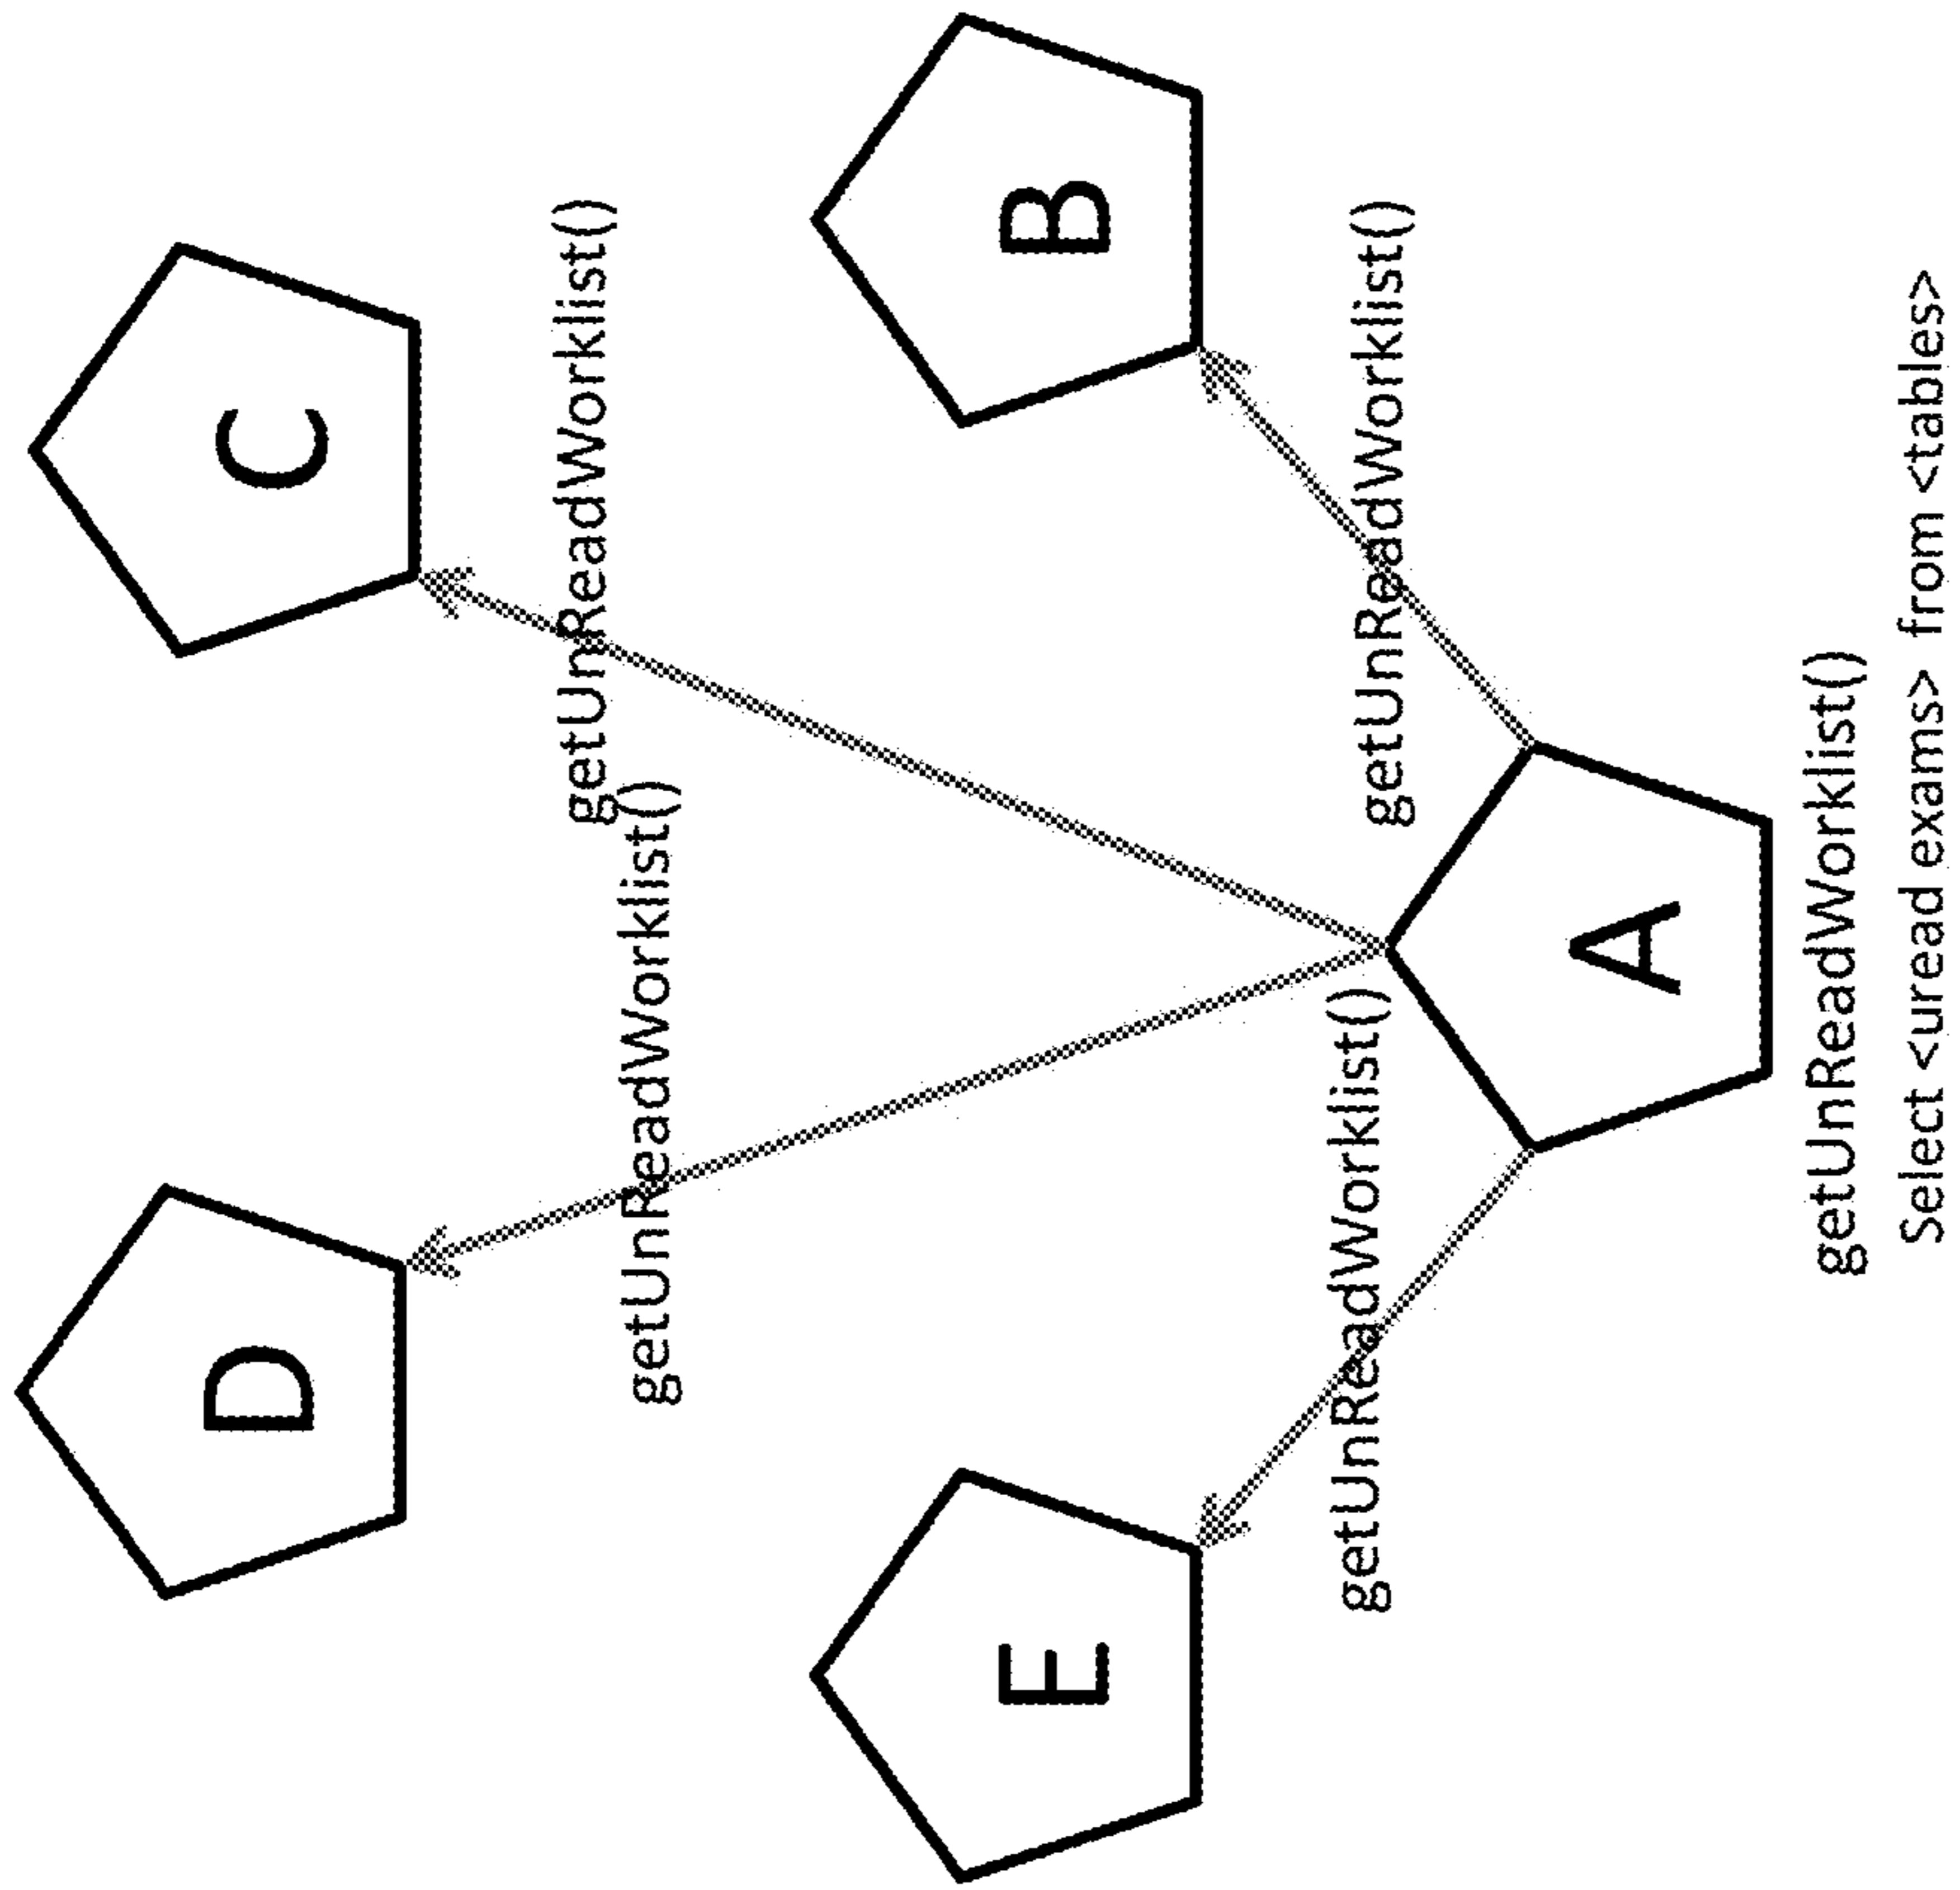 D
C
getUnReadWorklist()
getUnReadWorklist()
E
B
getUnReadWorklist()
getUnReadWorklist()
A
getUnReadWorklist()
Select <uread exams> from <tables>